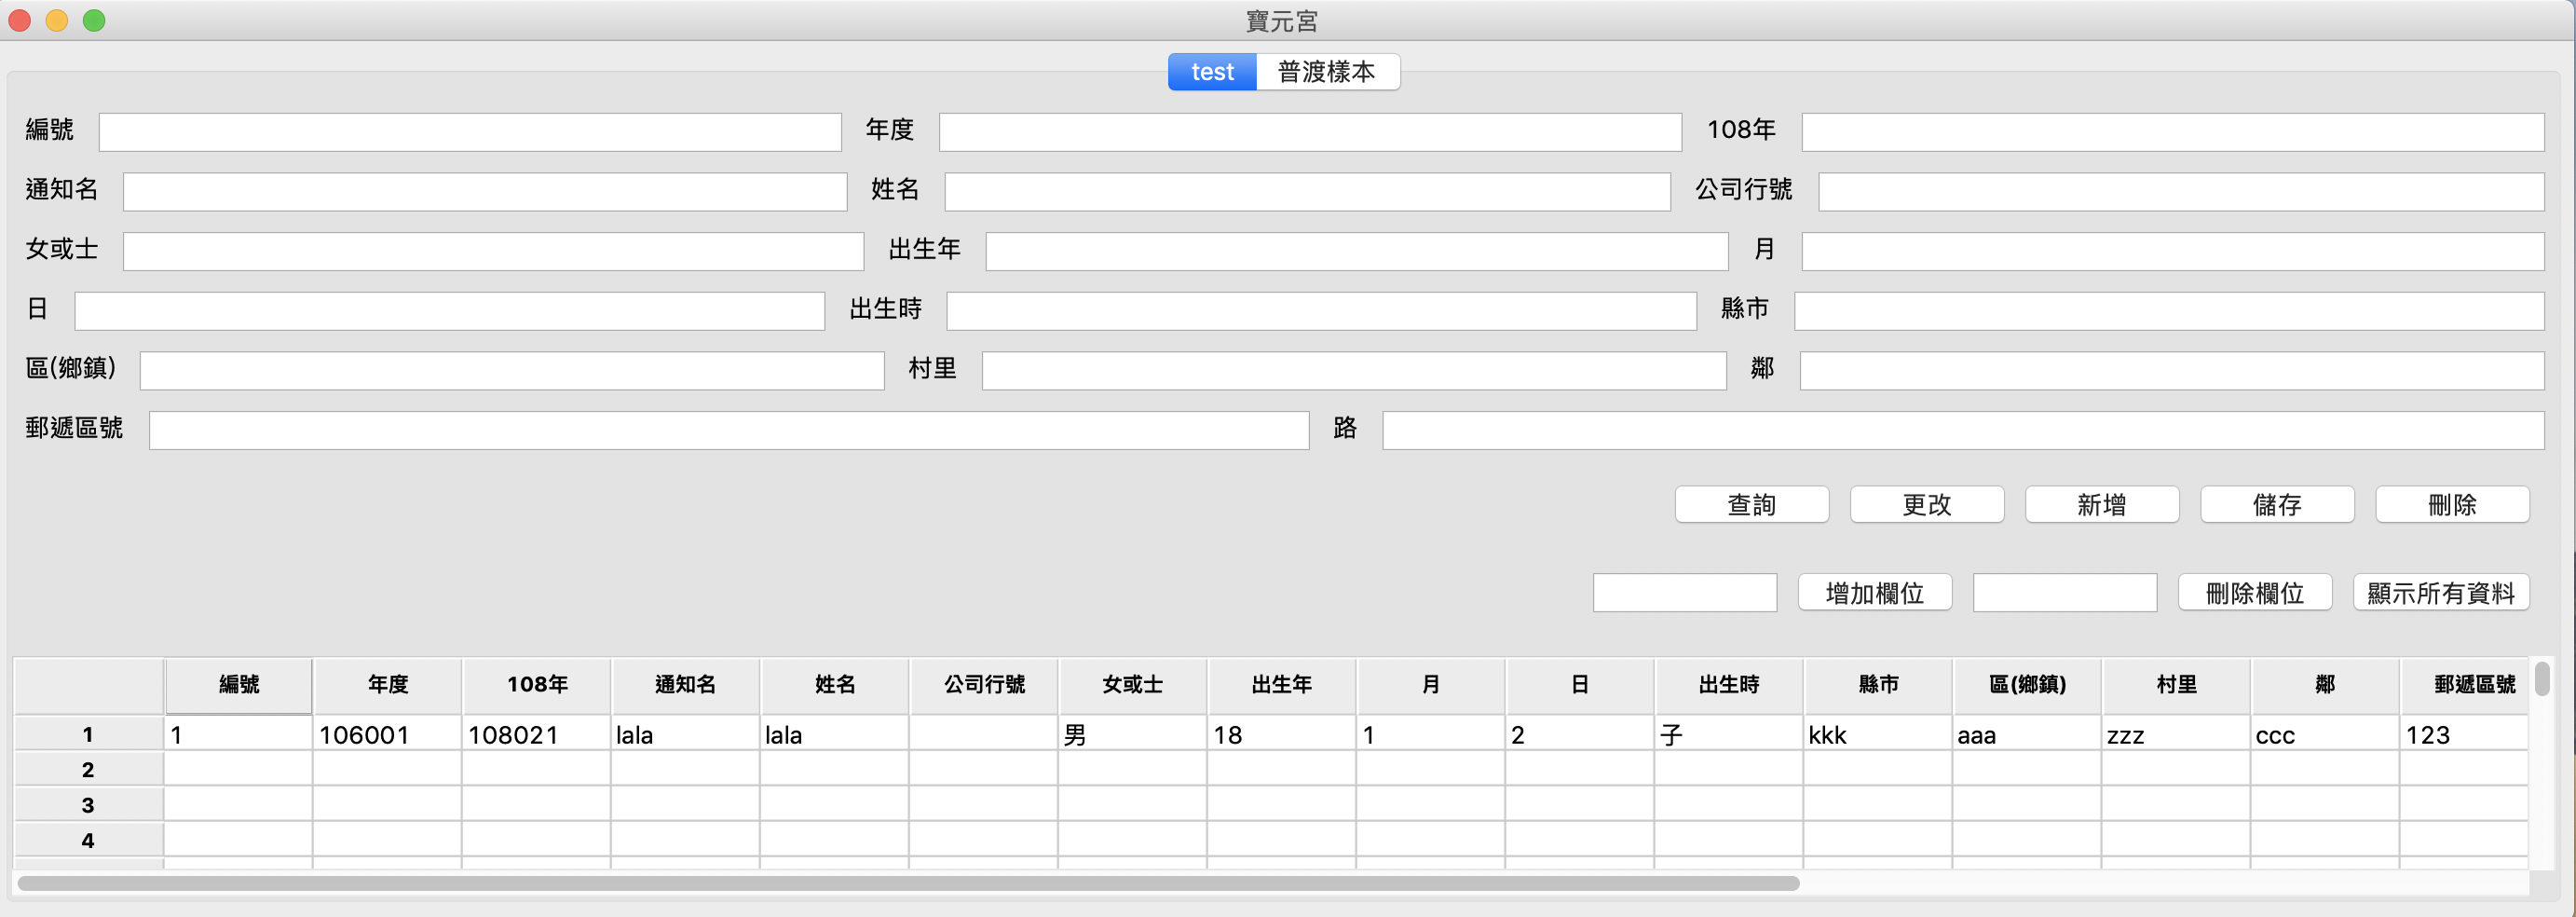 寶元宮
test 普渡樣本
編號 年度 108年
通知名 姓名 公司行號
女或士 出生年 月
日 出生時 縣市
區(鄉鎮) 村里 鄰
郵遞區號 路
查詢 更改 新增 儲存 刪除
增加欄位 刪除欄位 顯示所有資料
編號 年度 108年 通知名 姓名 公司行號 女或士 出生年 月 日 出生時 縣市 區(鄉鎮) 村里 鄰 郵遞區號
1 1 106001 108021 lala lala 男 18 1 2 子 kkk aaa zzz ccc 123
2
3
4